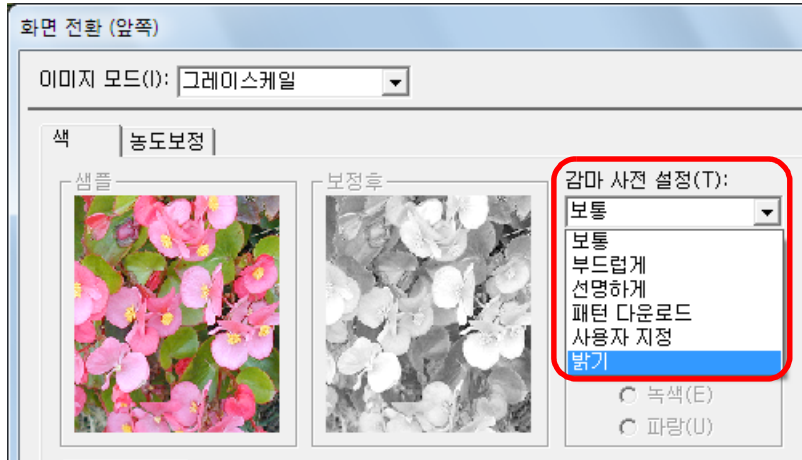 화면 전환 (앞쪽)
이미지 모드(I): 그레이스케일
색 농도보정
샘플 보정후 감마 사전 설정(T):
보통
보통
부드럽게
선명하게
패턴 다운로드
사용자 지정
밝기
녹색(E)
파랑(U)